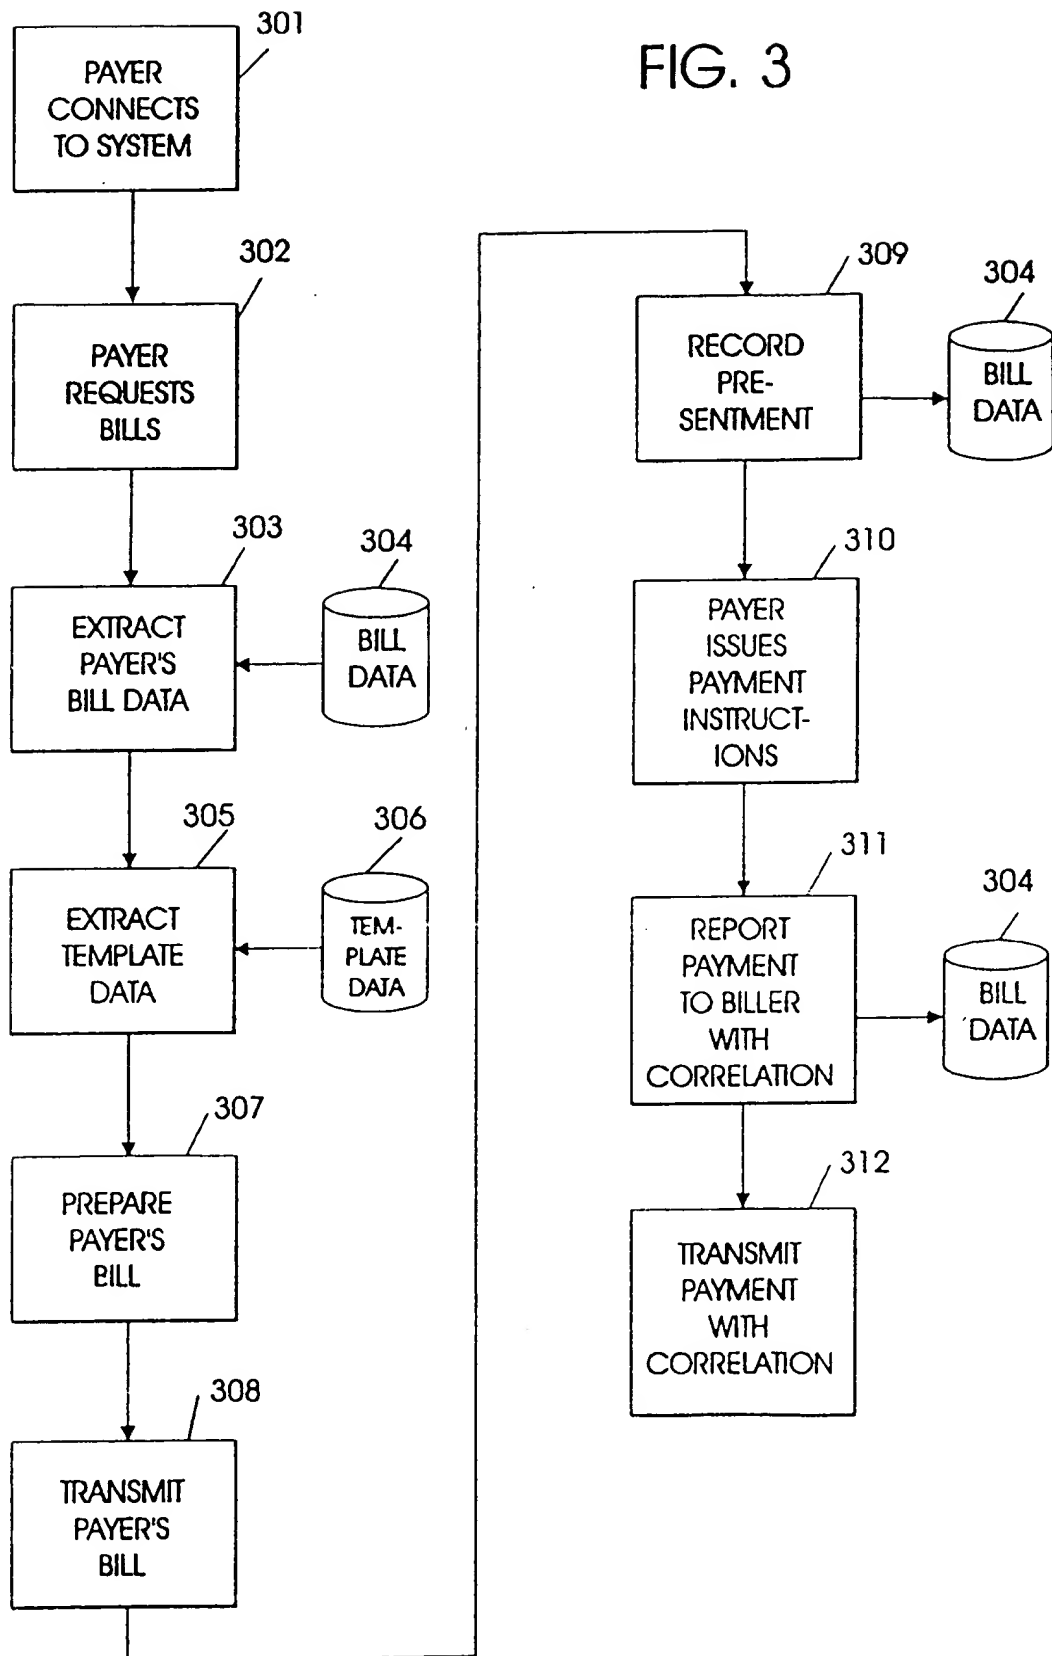 FIG. 3
301
PAYER
CONNECTS
TO SYSTEM
302
PAYER
REQUESTS
BILLS
303
EXTRACT
PAYER'S
BILL DATA
304
BILL
DATA
305
EXTRACT
TEMPLATE
DATA
306
TEM-
PLATE
DATA
307
PREPARE
PAYER'S
BILL
308
TRANSMIT
PAYER'S
BILL
309
RECORD
PRE-
SENTMENT
304
BILL
DATA
310
PAYER
ISSUES
PAYMENT
INSTRUCT-
IONS
311
REPORT
PAYMENT
TO BILLER
WITH
CORRELATION
304
BILL
DATA
312
TRANSMIT
PAYMENT
WITH
CORRELATION